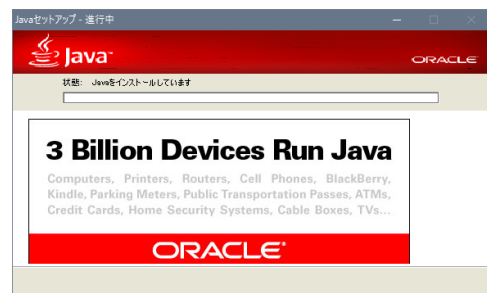 Javaセットアップ - 進行中
Java
ORACLE
状態: Javaをインストールしています
3 Billion Devices Run Java
Computers, Printers, Routers, Cell Phones, BlackBerry,
Kindle, Parking Meters, Public Transportation Passes, ATMs,
Credit Cards, Home Security Systems, Cable Boxes, TVs...
ORACLE